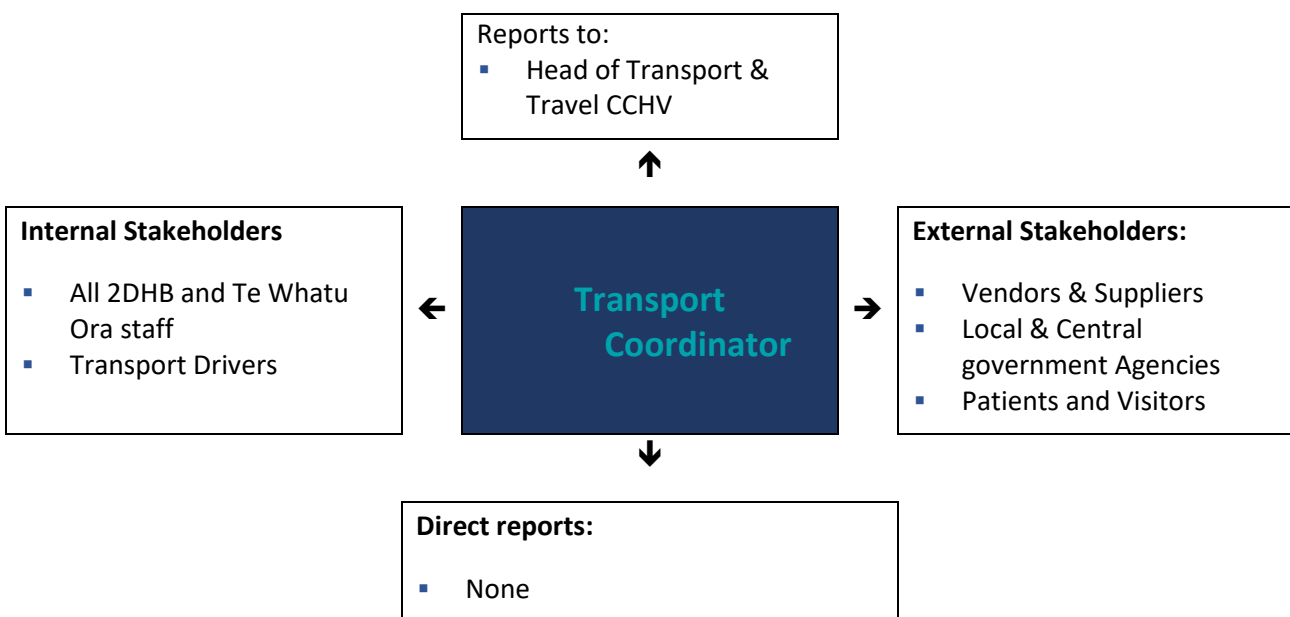 Reports to:
▪ Head of Transport &
Travel CCHV
Internal Stakeholders
▪ All 2DHB and Te Whatu
Ora staff
▪ Transport Drivers
Transport
Coordinator
External Stakeholders:
▪ Vendors & Suppliers
▪ Local & Central
government Agencies
▪ Patients and Visitors
Direct reports:
▪ None